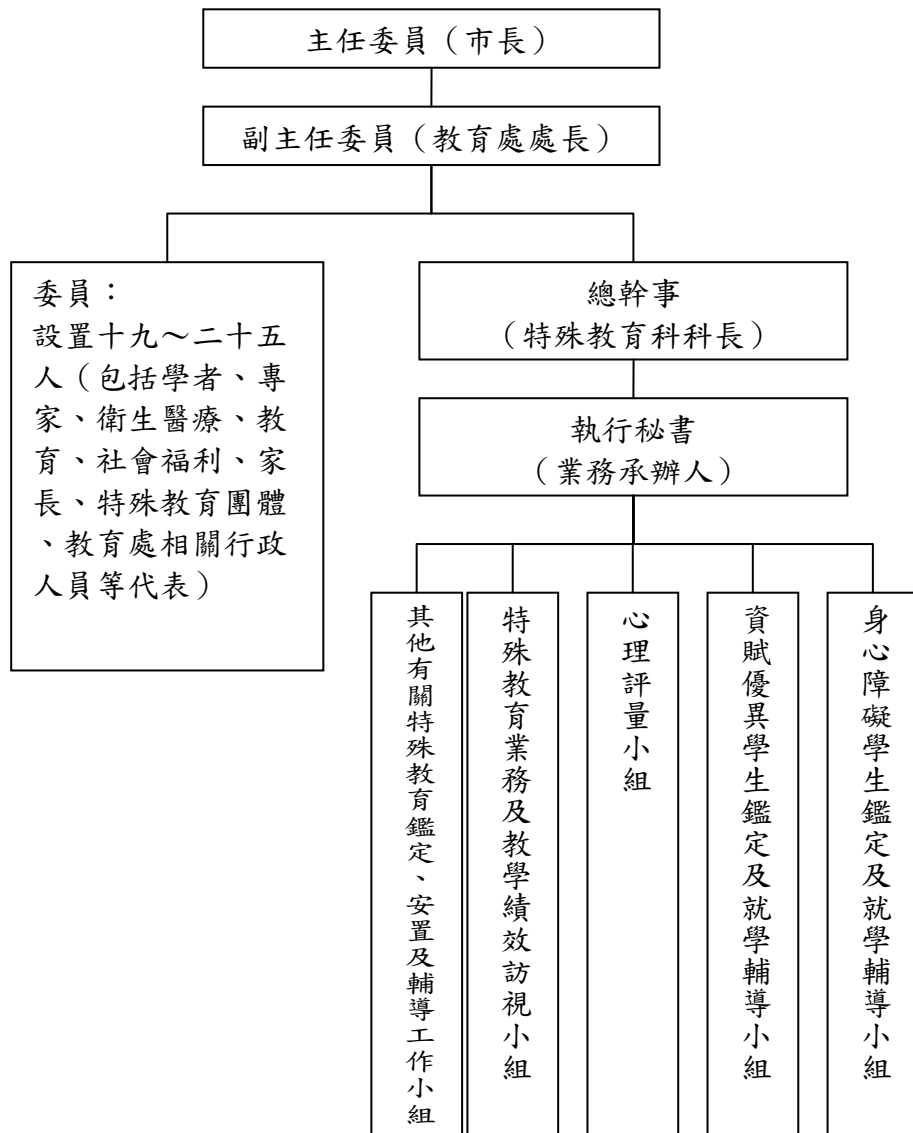 主任委員（市長）
副主任委員（教育處處長）
委員：
設置十九～二十五
人（包括學者、專
家、衛生醫療、教
育、社會福利、家
長、特殊教育團體
、教育處相關行政
人員等代表）
總幹事
（特殊教育科科長）
執行秘書
（業務承辦人）
身心障礙學生鑑定及就學輔導小組
資賦優異學生鑑定及就學輔導小組
心理評量小組
特殊教育業務及教學績效訪視小組
其他有關特殊教育鑑定、安置及輔導工作小組